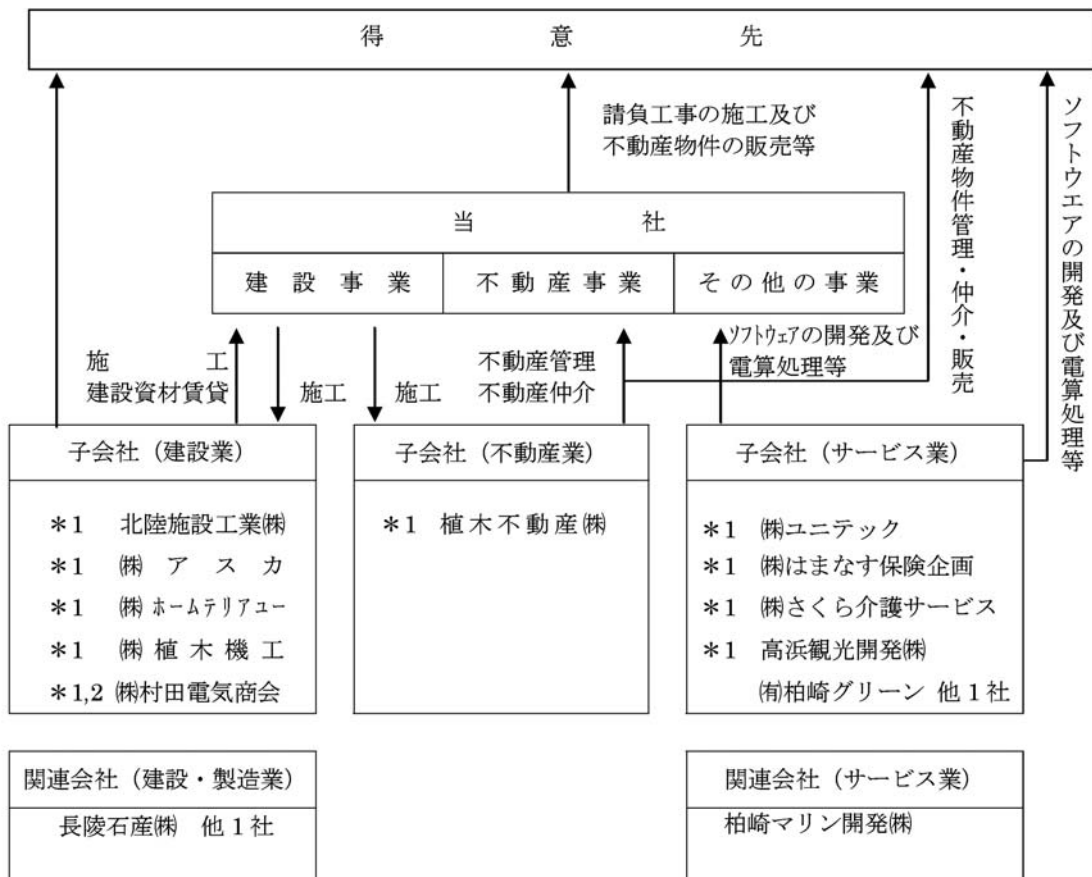 得意先
請負工事の施工及び
不動産物件の販売等
不動産物件管理・仲介・販売
ソフトウエアの開発及び電算処理等
当社
建設事業
不動産事業
その他の事業
施工
建設資材賃貸
施工
施工
不動産管理
不動産仲介
ソフトウェアの開発及び
電算処理等
子会社（建設業）
*1 北陸施設工業㈱
*1 ㈱アスカ
*1 ㈱ホームテリアユー
*1 ㈱植木機工
*1,2 ㈱村田電気商会
子会社（不動産業）
*1 植木不動産㈱
子会社（サービス業）
*1 ㈱ユニテック
*1 ㈱はまなす保険企画
*1 ㈱さくら介護サービス
*1 高浜観光開発㈱
㈲柏崎グリーン 他1社
関連会社（建設・製造業）
長陵石産㈱ 他1社
関連会社（サービス業）
柏崎マリン開発㈱